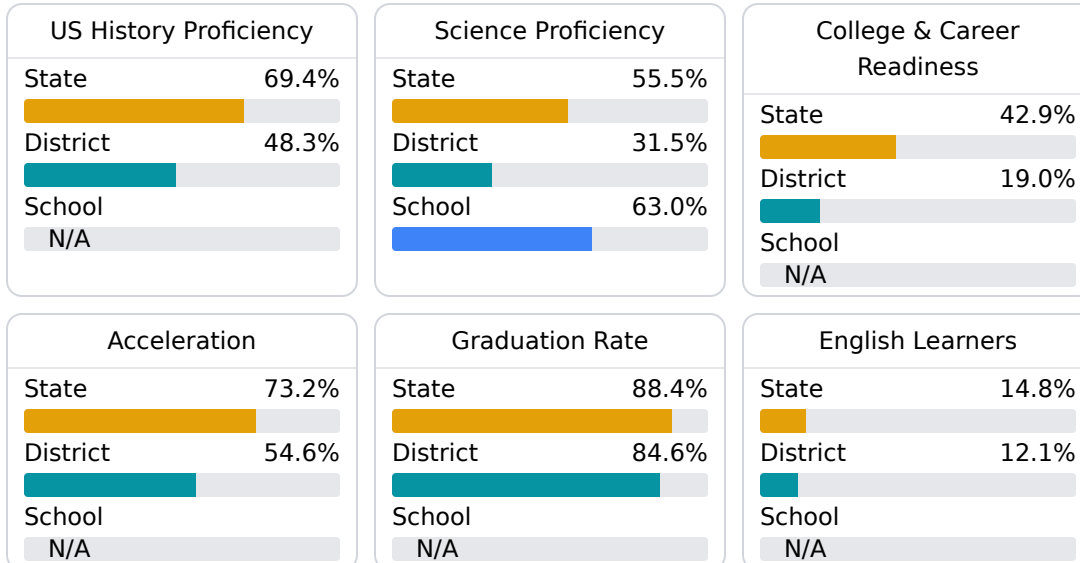 US History Proficiency
State 69.4%
District 48.3%
School
N/A
Science Proficiency
State 55.5%
District 31.5%
School 63.0%
College & Career
Readiness
State 42.9%
District 19.0%
School
N/A
Acceleration
State 73.2%
District 54.6%
School
N/A
Graduation Rate
State 88.4%
District 84.6%
School
N/A
English Learners
State 14.8%
District 12.1%
School
N/A